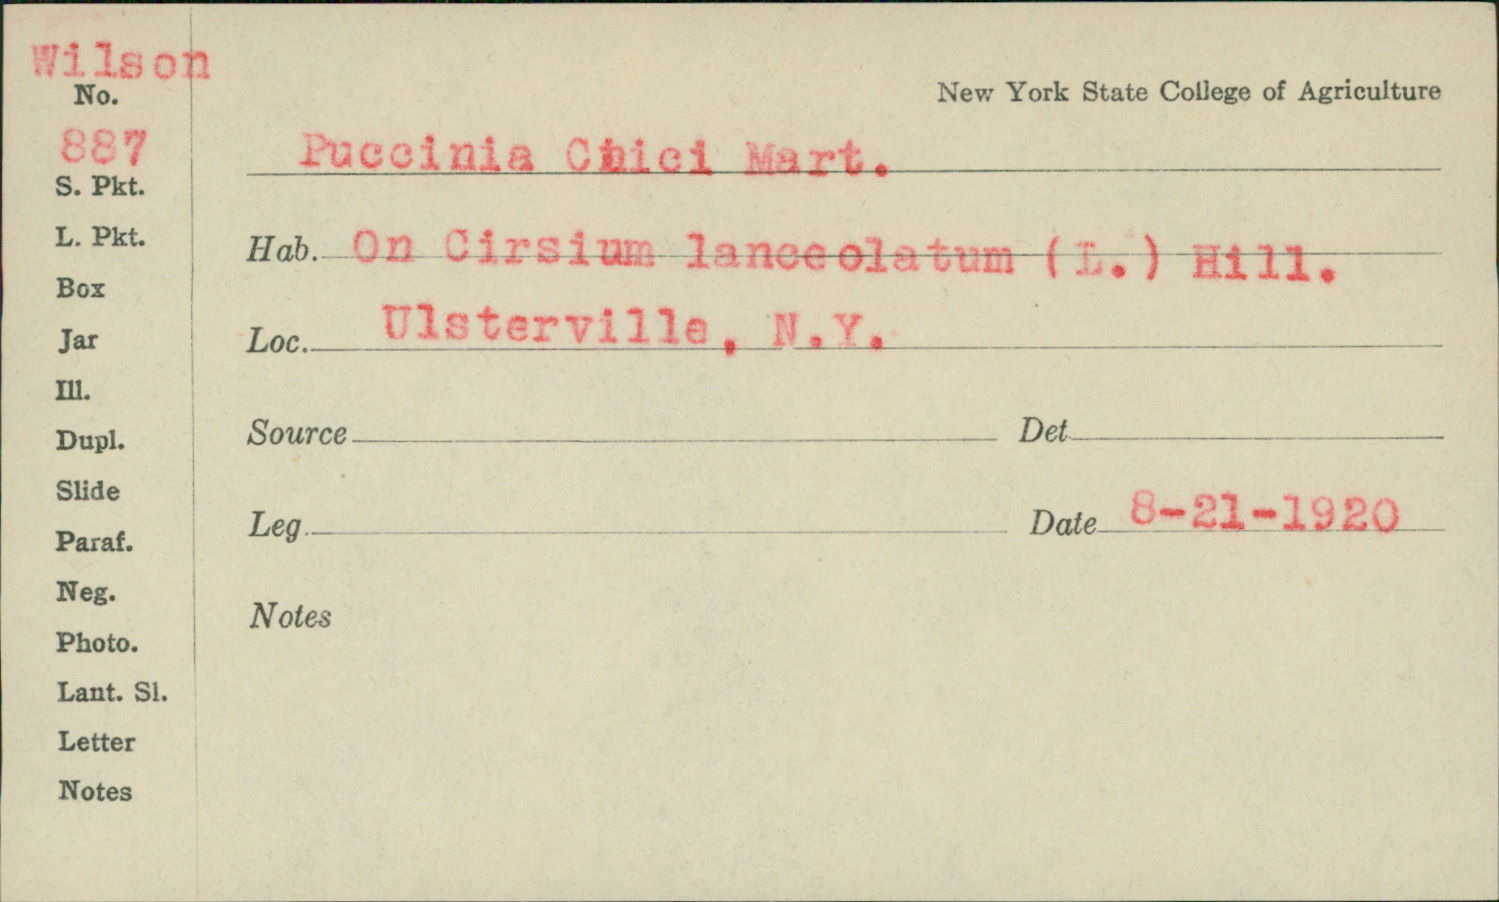 Wilson
No.
887
New York State College of Agriculture
Puccinia Cnici Mart.
S. Pkt.
L. Pkt.
Hab. On Cirsium lanceolatum (L.) Hill.
Box
Loc. Ulsterville, N.Y.
Jar
Ill.
Dupl.
Source Det
Slide
Leg Date 8-21-1920
Paraf.
Neg.
Notes
Photo.
Lant. Sl.
Letter
Notes